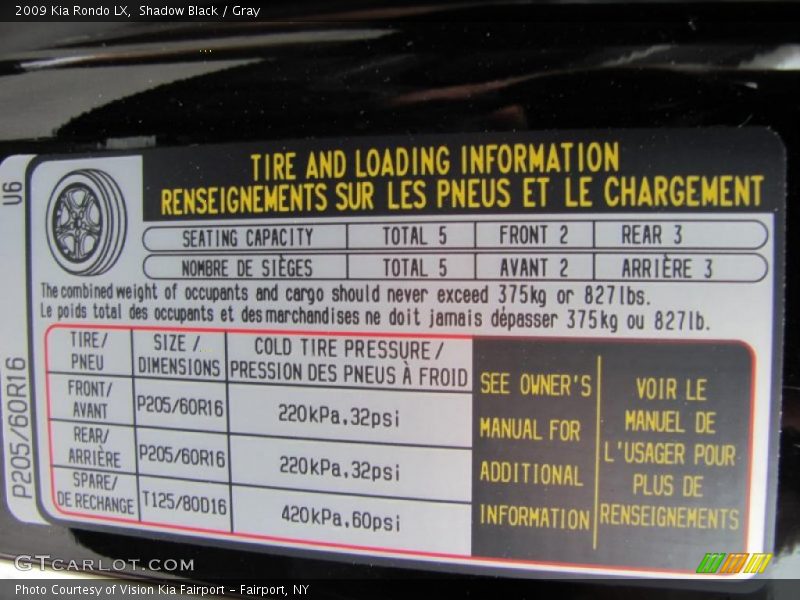 2009 Kia Rondo LX, Shadow Black / Gray
TIRE AND LOADING INFORMATION
RENSEIGNEMENTS SUR LES PNEUS ET LE CHARGEMENT
SEATING CAPACITY TOTAL 5 FRONT 2 REAR 3
NOMBRE DE SIÈGES TOTAL 5 AVANT 2 ARRIÈRE 3
The combined weight of occupants and cargo should never exceed 375kg or 827lbs.
Le poids total des occupants et des marchandises ne doit jamais dépasser 375kg ou 827lb.
TIRE/
PNEU
SIZE /
DIMENSIONS
COLD TIRE PRESSURE /
PRESSION DES PNEUS À FROID
FRONT/
AVANT
P205/60R16
220kPa,32psi
REAR/
ARRIÈRE
P205/60R16
220kPa,32psi
SPARE/
DE RECHANGE
T125/80D16
420kPa,60psi
SEE OWNER'S
MANUAL FOR
ADDITIONAL
INFORMATION
VOIR LE
MANUEL DE
L'USAGER POUR
PLUS DE
RENSEIGNEMENTS
U6
P205/60R16
GTCARLOT.COM
Photo Courtesy of Vision Kia Fairport - Fairport, NY